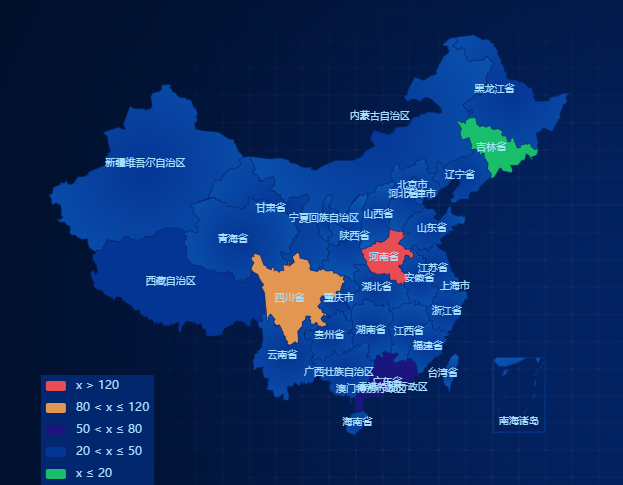 黑龙江省
内蒙古自治区
吉林省
新疆维吾尔自治区
辽宁省
北京市
河北省
天津市
甘肃省
宁夏回族自治区
山西省
山东省
青海省
陕西省
河南省
江苏省
安徽省
西藏自治区
上海市
湖北省
四川省
重庆市
浙江省
贵州省
湖南省
江西省
福建省
云南省
广西壮族自治区
台湾省
广东省
澳门特别行政区
行政区
海南省
南海诸岛
x > 120
80 < x ≤ 120
50 < x ≤ 80
20 < x ≤ 50
x ≤ 20